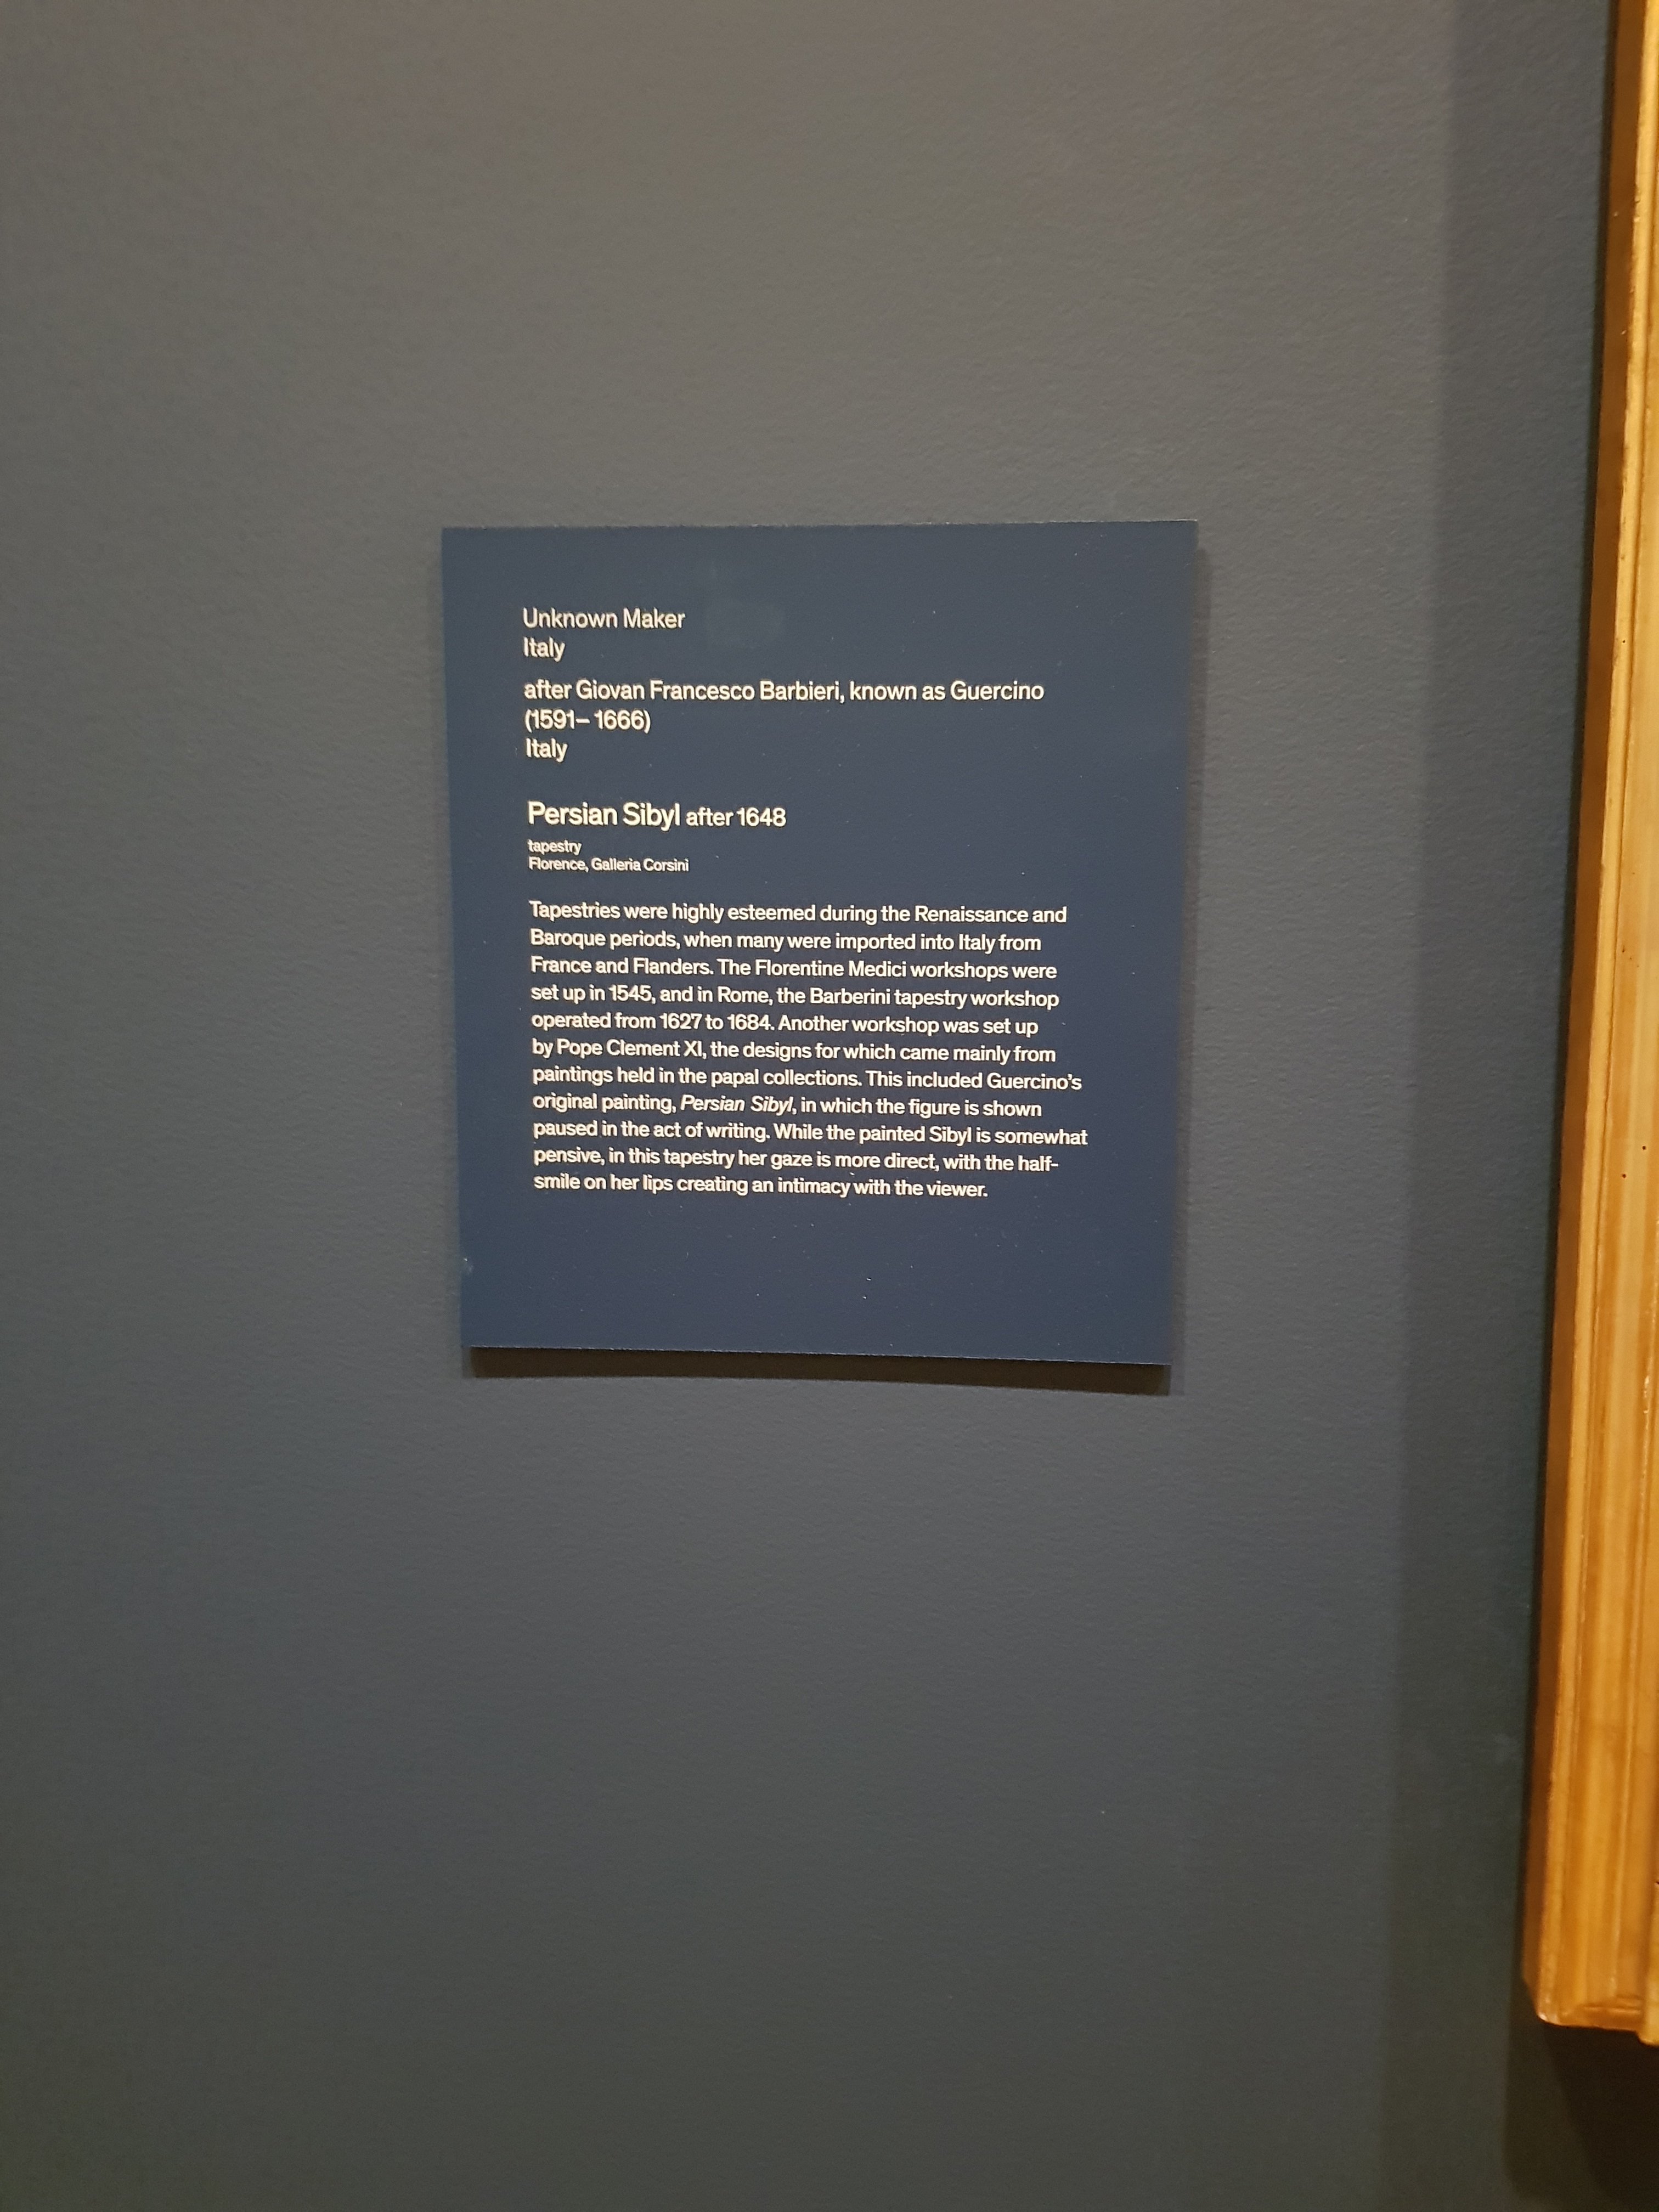 Unknown Maker
Italy
after Giovan Francesco Barbieri, known as Guercino
(1591– 1666)
Italy
Persian Sibyl after 1648
tapestry
Florence, Galleria Corsini
Tapestries were highly esteemed during the Renaissance and
Baroque periods, when many were imported into Italy from
France and Flanders. The Florentine Medici workshops were
set up in 1545, and in Rome, the Barberini tapestry workshop
operated from 1627 to 1684. Another workshop was set up
by Pope Clement XI, the designs for which came mainly from
paintings held in the papal collections. This included Guercino’s
original painting, Persian Sibyl, in which the figure is shown
paused in the act of writing. While the painted Sibyl is somewhat
pensive, in this tapestry her gaze is more direct, with the half-
smile on her lips creating an intimacy with the viewer.